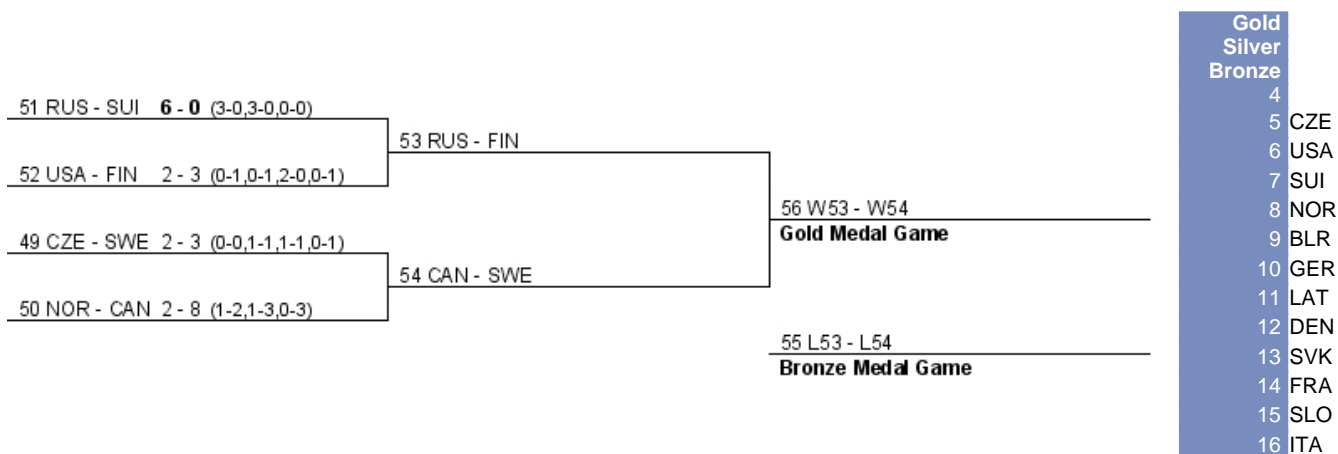 51 RUS - SUI 6 - 0 (3-0,3-0,0-0)
52 USA - FIN 2 - 3 (0-1,0-1,2-0,0-1)
49 CZE - SWE 2 - 3 (0-0,1-1,1-1,0-1)
50 NOR - CAN 2 - 8 (1-2,1-3,0-3)
53 RUS - FIN
54 CAN - SWE
56 W53 - W54
Gold Medal Game
55 L53 - L54
Bronze Medal Game
Gold
Silver
Bronze
4
5 CZE
6 USA
7 SUI
8 NOR
9 BLR
10 GER
11 LAT
12 DEN
13 SVK
14 FRA
15 SLO
16 ITA